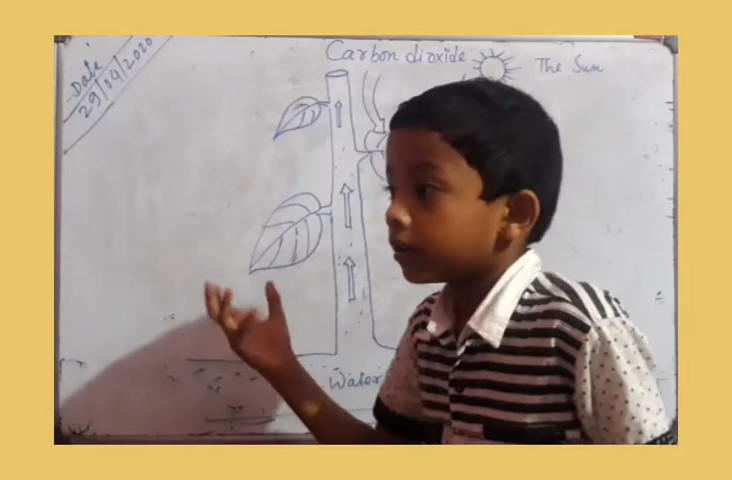 Date
29/04/2020
Carbon dioxide
The Sun
Water